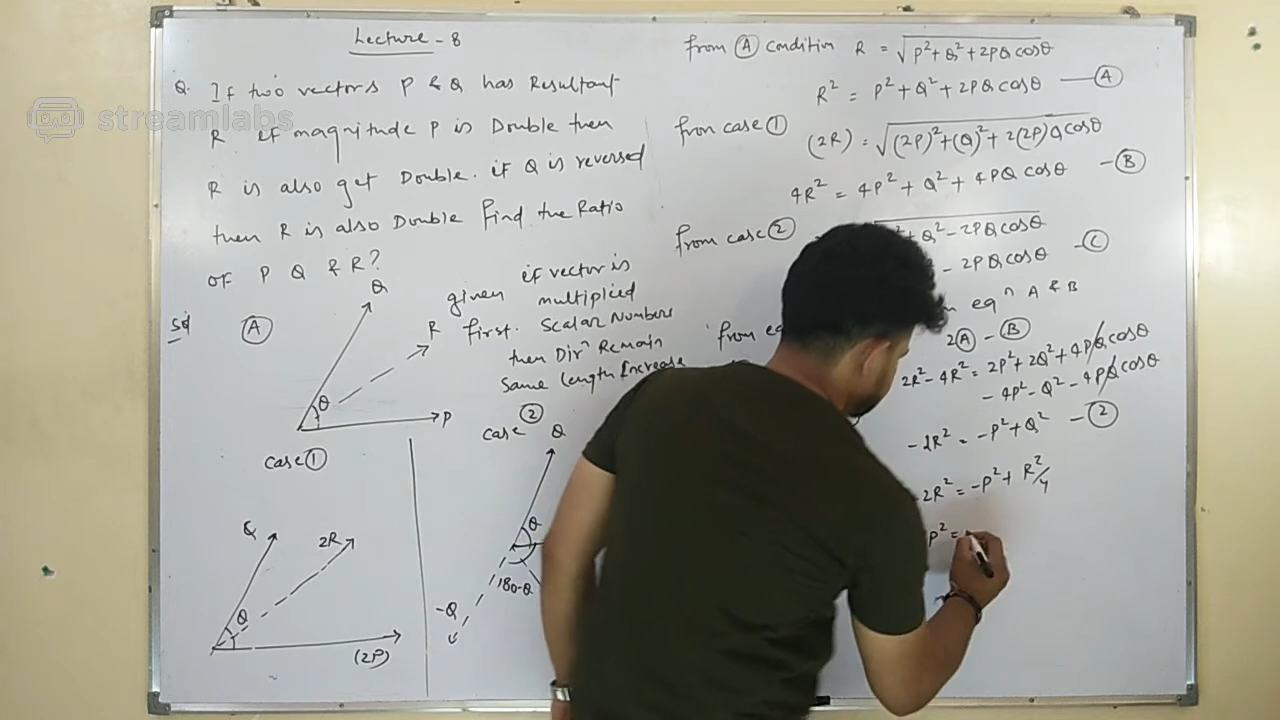 Lecture - 8
Q. If two vectors P & Q has Resultant
R if magnitude P is Double then
R is also get Double. if Q is reversed
then R is also Double Find the Ratio
OF P Q & R?
streamlabs
Sol
A
Q
R
θ
P
given if vector is
first. multiplied
Scalar Numbers
then Dirⁿ Remain
Same length Increase
case ①
Q
2R
θ
(2P)
case ②
Q
θ
180-θ
-Q
From Ⓐ condition R = √P²+Q²+2PQ cosθ
R² = P²+Q²+2PQ cosθ — Ⓐ
from case ①
(2R) = √(2P)²+(Q)²+2(2P)Q cosθ
4R² = 4P²+Q²+4PQ cosθ — Ⓑ
from case ②
+Q²-2PQ cosθ
- 2PQ cosθ — Ⓒ
from eqⁿ A & B
2Ⓐ - Ⓑ
2R²-4R² = 2P²+2Q²+4PQ cosθ
- 4P²-Q²-4PQ cosθ
-2R² = -P²+Q² — ②
-2R² = -P²+R²/4
P² =